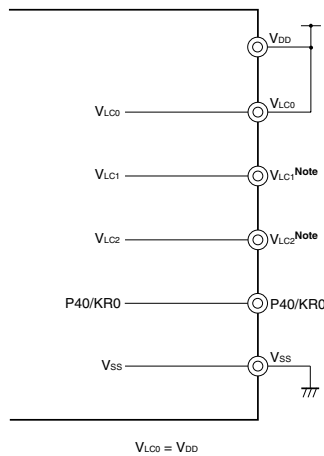 VDD
VLC0 VLC0
VLC1 VLC1Note
VLC2 VLC2Note
P40/KR0 P40/KR0
VSS VSS
VLC0 = VDD